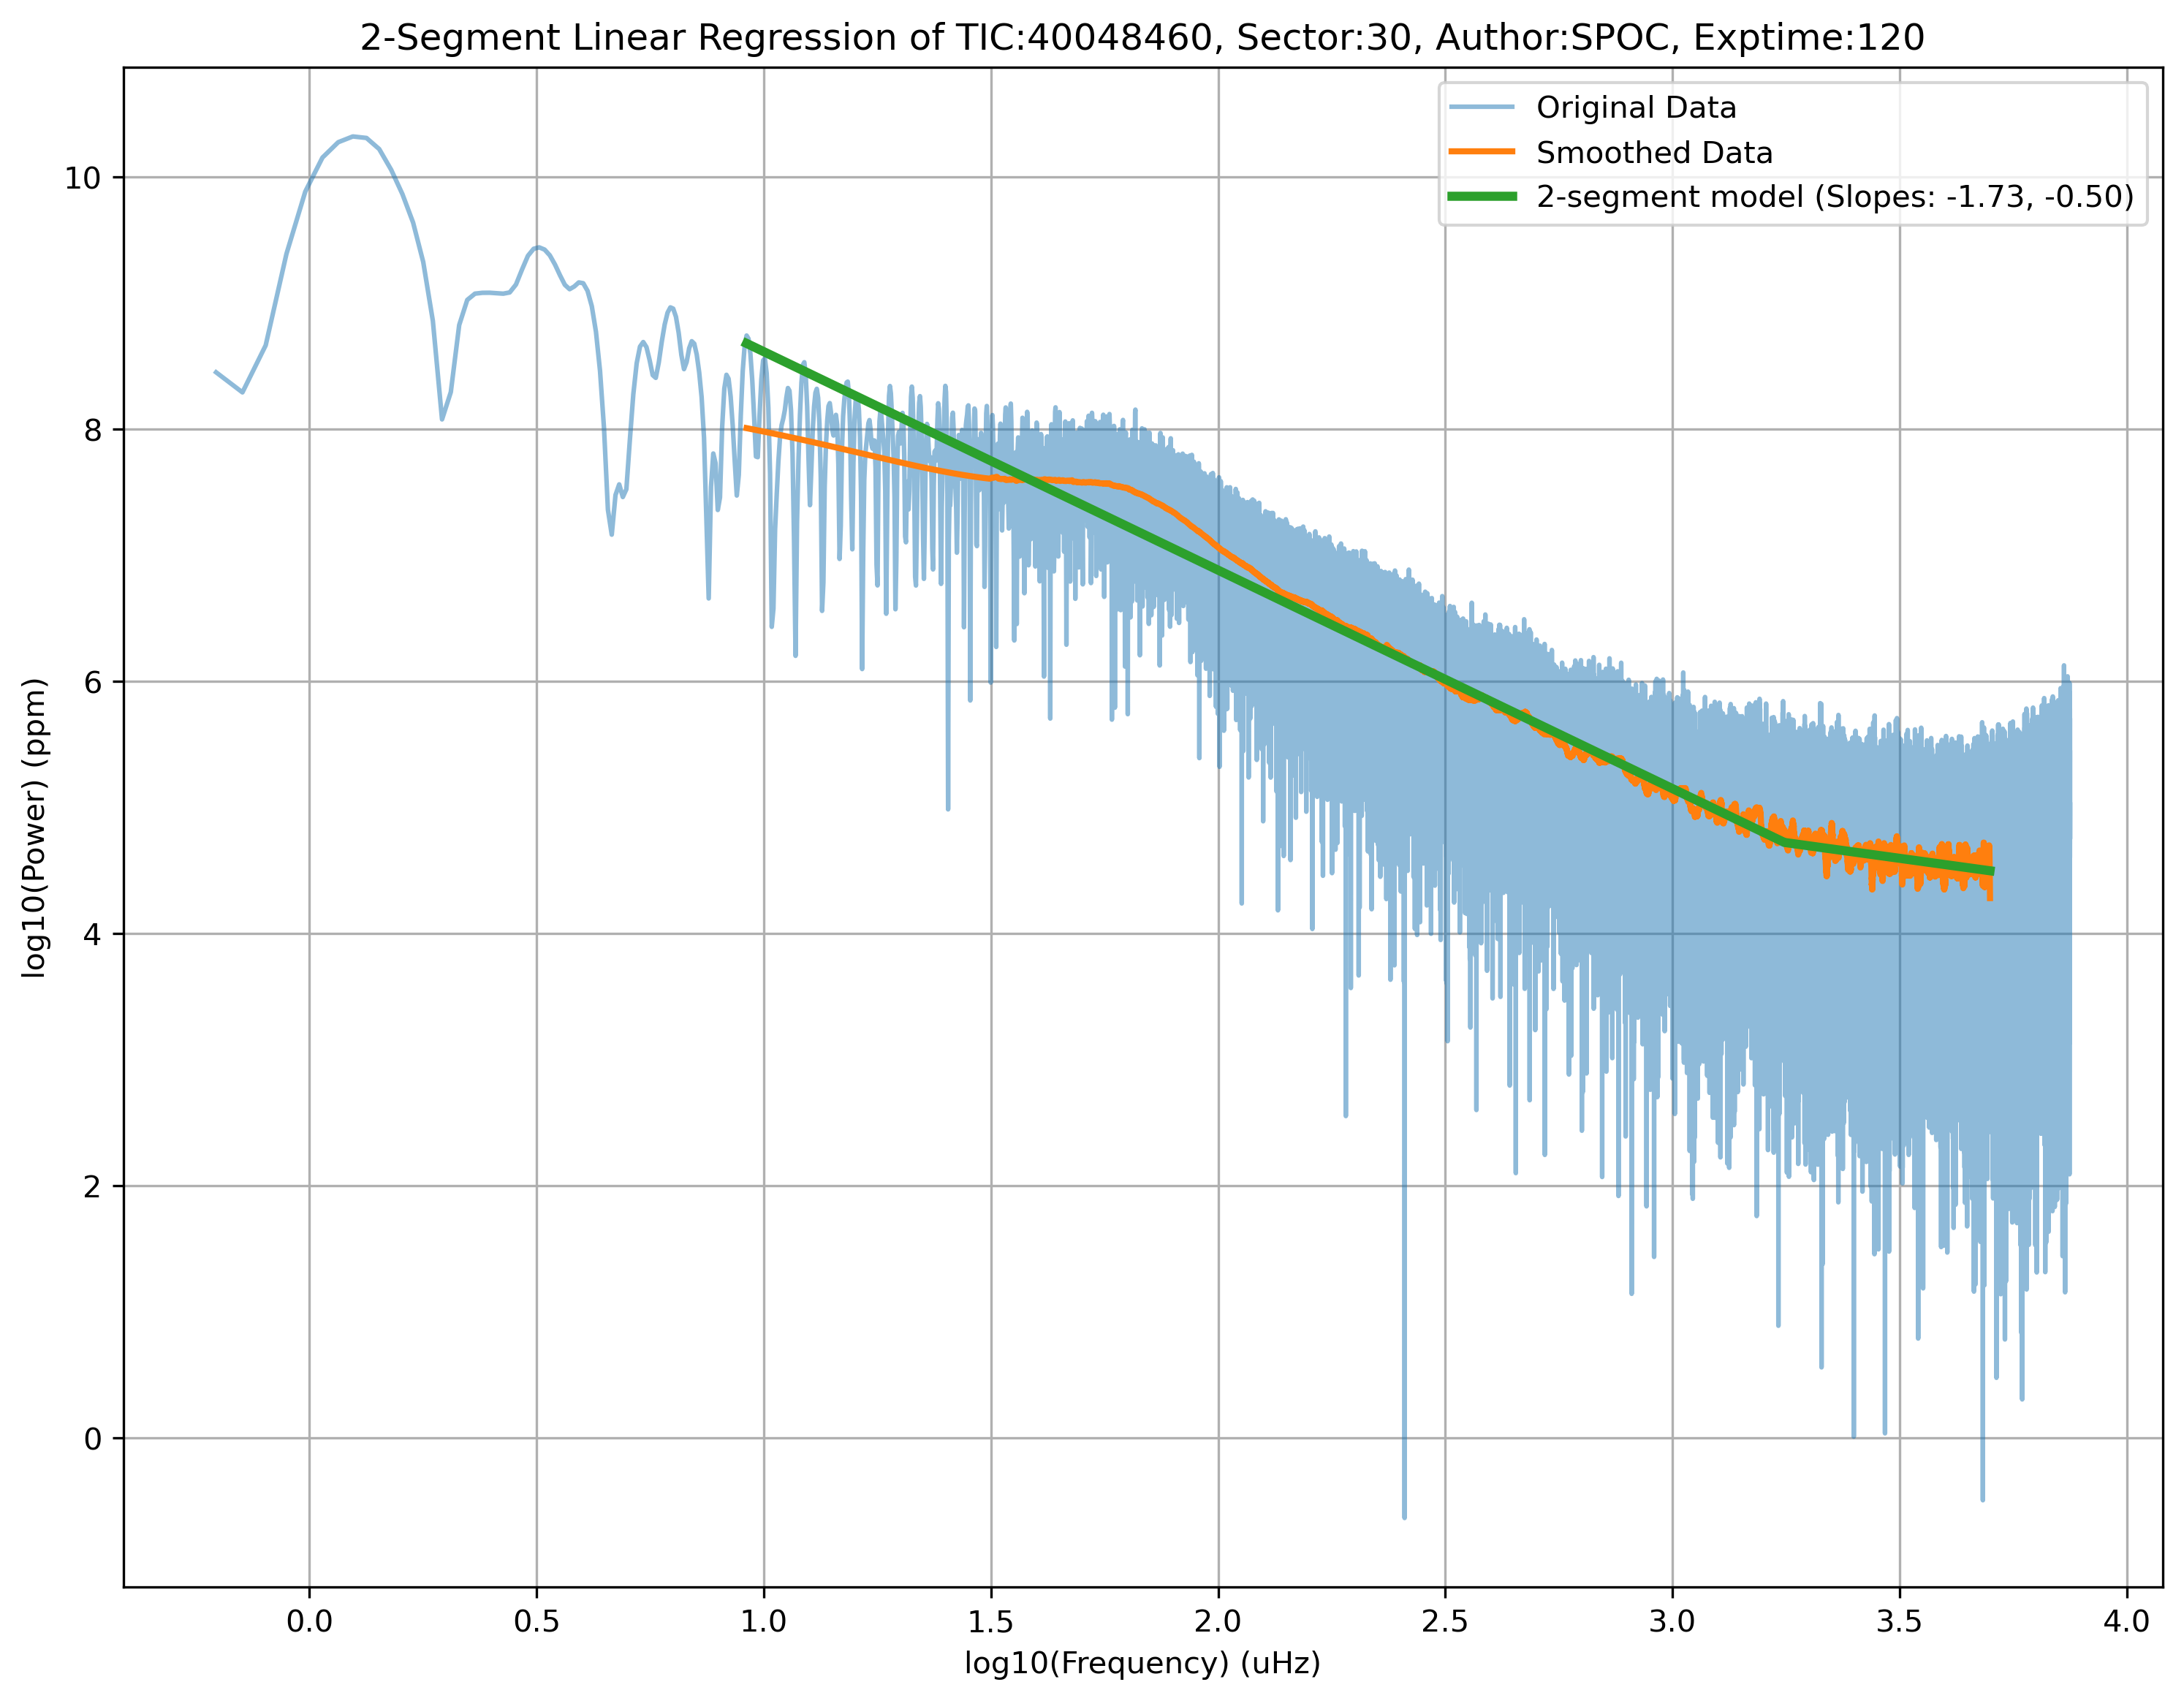 2-Segment Linear Regression of TIC:40048460, Sector:30, Author:SPOC, Exptime:120
Original Data
Smoothed Data
2-segment model (Slopes: -1.73, -0.50)
log10(Power) (ppm)
10
8
6
4
2
0
0.0 0.5 1.0 1.5 2.0 2.5 3.0 3.5 4.0
log10(Frequency) (uHz)